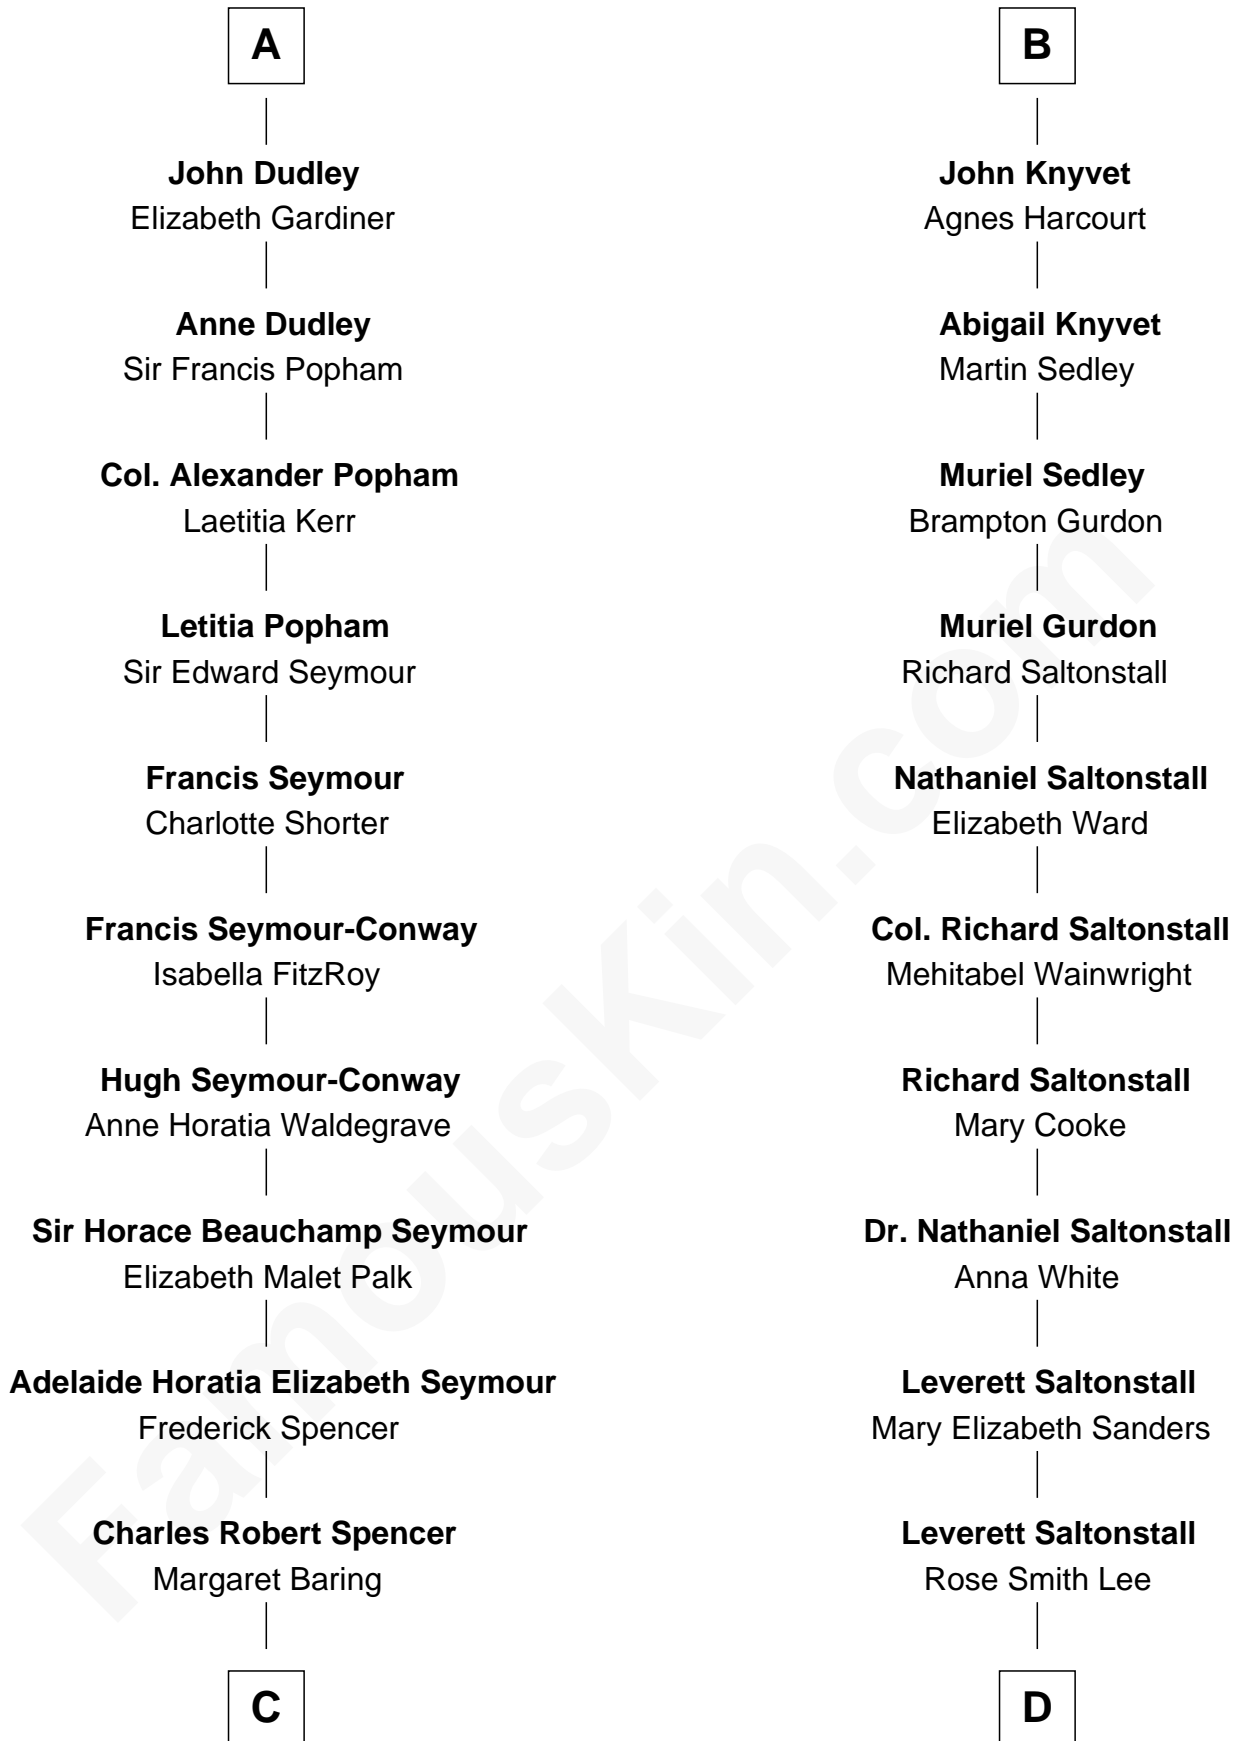 A
John Dudley
Elizabeth Gardiner
Anne Dudley
Sir Francis Popham
Col. Alexander Popham
Laetitia Kerr
Letitia Popham
Sir Edward Seymour
Francis Seymour
Charlotte Shorter
Francis Seymour-Conway
Isabella FitzRoy
Hugh Seymour-Conway
Anne Horatia Waldegrave
Sir Horace Beauchamp Seymour
Elizabeth Malet Palk
Adelaide Horatia Elizabeth Seymour
Frederick Spencer
Charles Robert Spencer
Margaret Baring
C
B
John Knyvet
Agnes Harcourt
Abigail Knyvet
Martin Sedley
Muriel Sedley
Brampton Gurdon
Muriel Gurdon
Richard Saltonstall
Nathaniel Saltonstall
Elizabeth Ward
Col. Richard Saltonstall
Mehitabel Wainwright
Richard Saltonstall
Mary Cooke
Dr. Nathaniel Saltonstall
Anna White
Leverett Saltonstall
Mary Elizabeth Sanders
Leverett Saltonstall
Rose Smith Lee
D
FamousKin.com